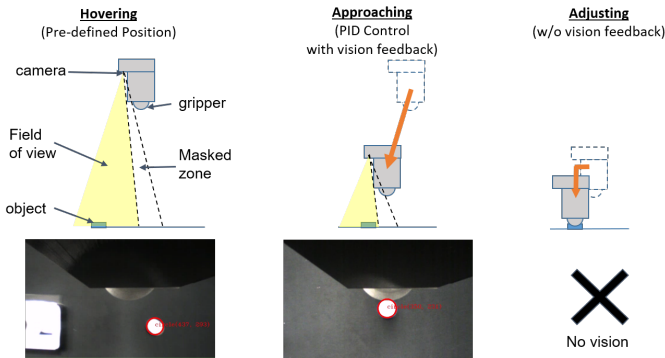 Hovering
(Pre-defined Position)
camera
gripper
Field
of view
Masked
zone
object
Approaching
(PID Control
with vision feedback)
Adjusting
(w/o vision feedback)
No vision